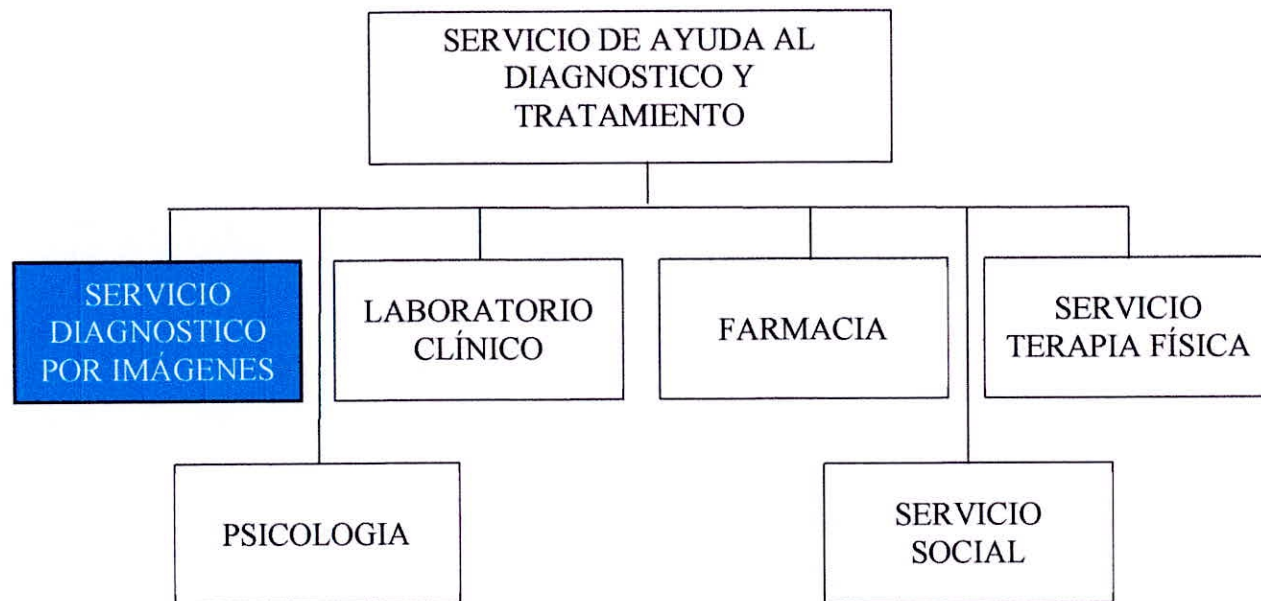 SERVICIO DE AYUDA AL
DIAGNOSTICO Y
TRATAMIENTO
SERVICIO
DIAGNOSTICO
POR IMÁGENES
LABORATORIO
CLÍNICO
FARMACIA
SERVICIO
TERAPIA FÍSICA
PSICOLOGIA
SERVICIO
SOCIAL